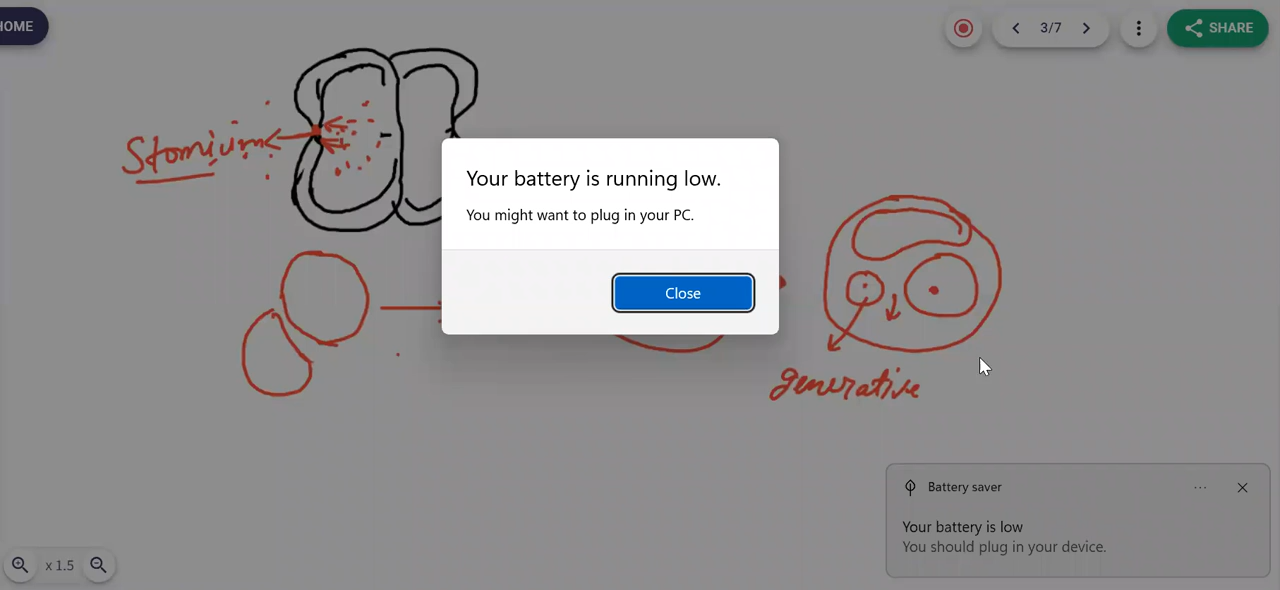 HOME
3/7
SHARE
Stomium
Your battery is running low.
You might want to plug in your PC.
Close
generative
Battery saver
Your battery is low
You should plug in your device.
x 1.5